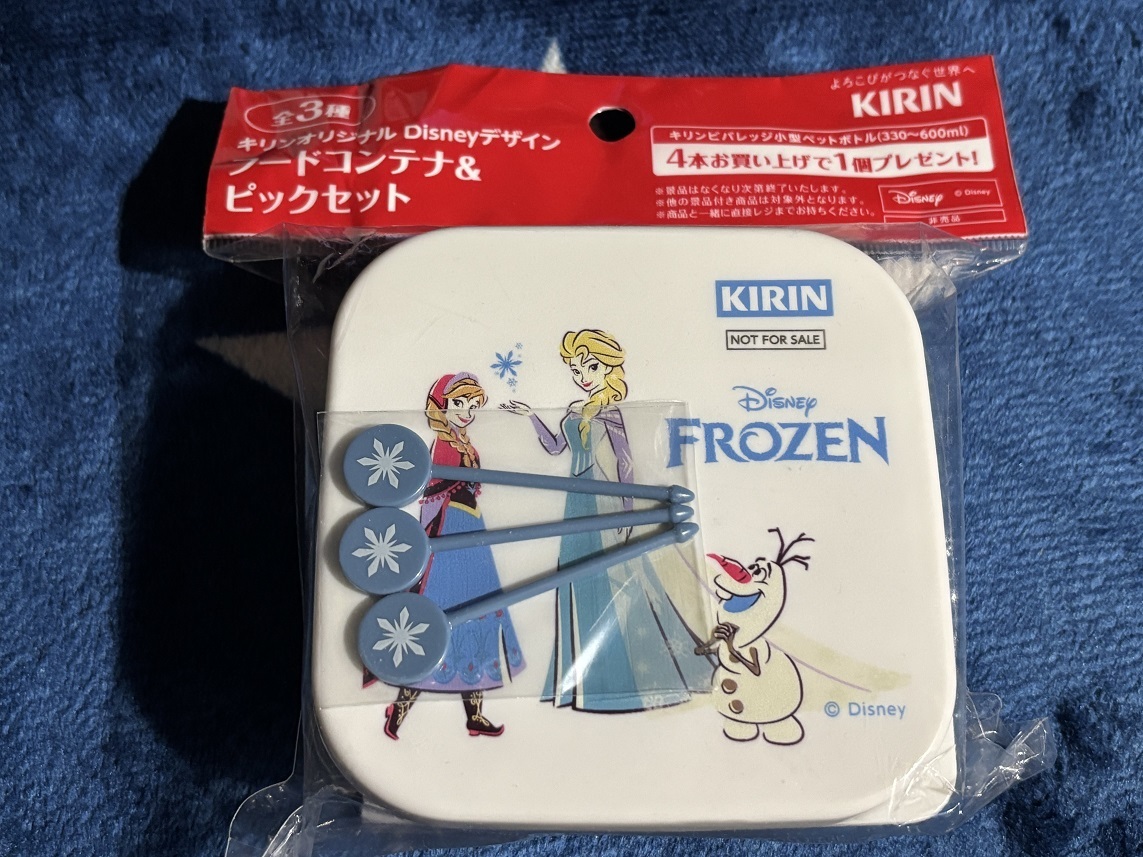 全3種
キリンオリジナル Disneyデザイン
フードコンテナ&
ピックセット
よろこびがつなぐ世界へ
KIRIN
キリンビバレッジ小型ペットボトル(330〜600ml)
4本お買い上げで1個プレゼント!
※景品はなくなり次第終了いたします。
※他の景品付き商品は対象外となります。
※商品と一緒に直接レジまでお持ちください。
Disney
© Disney
非売品
KIRIN
NOT FOR SALE
Disney
FROZEN
© Disney